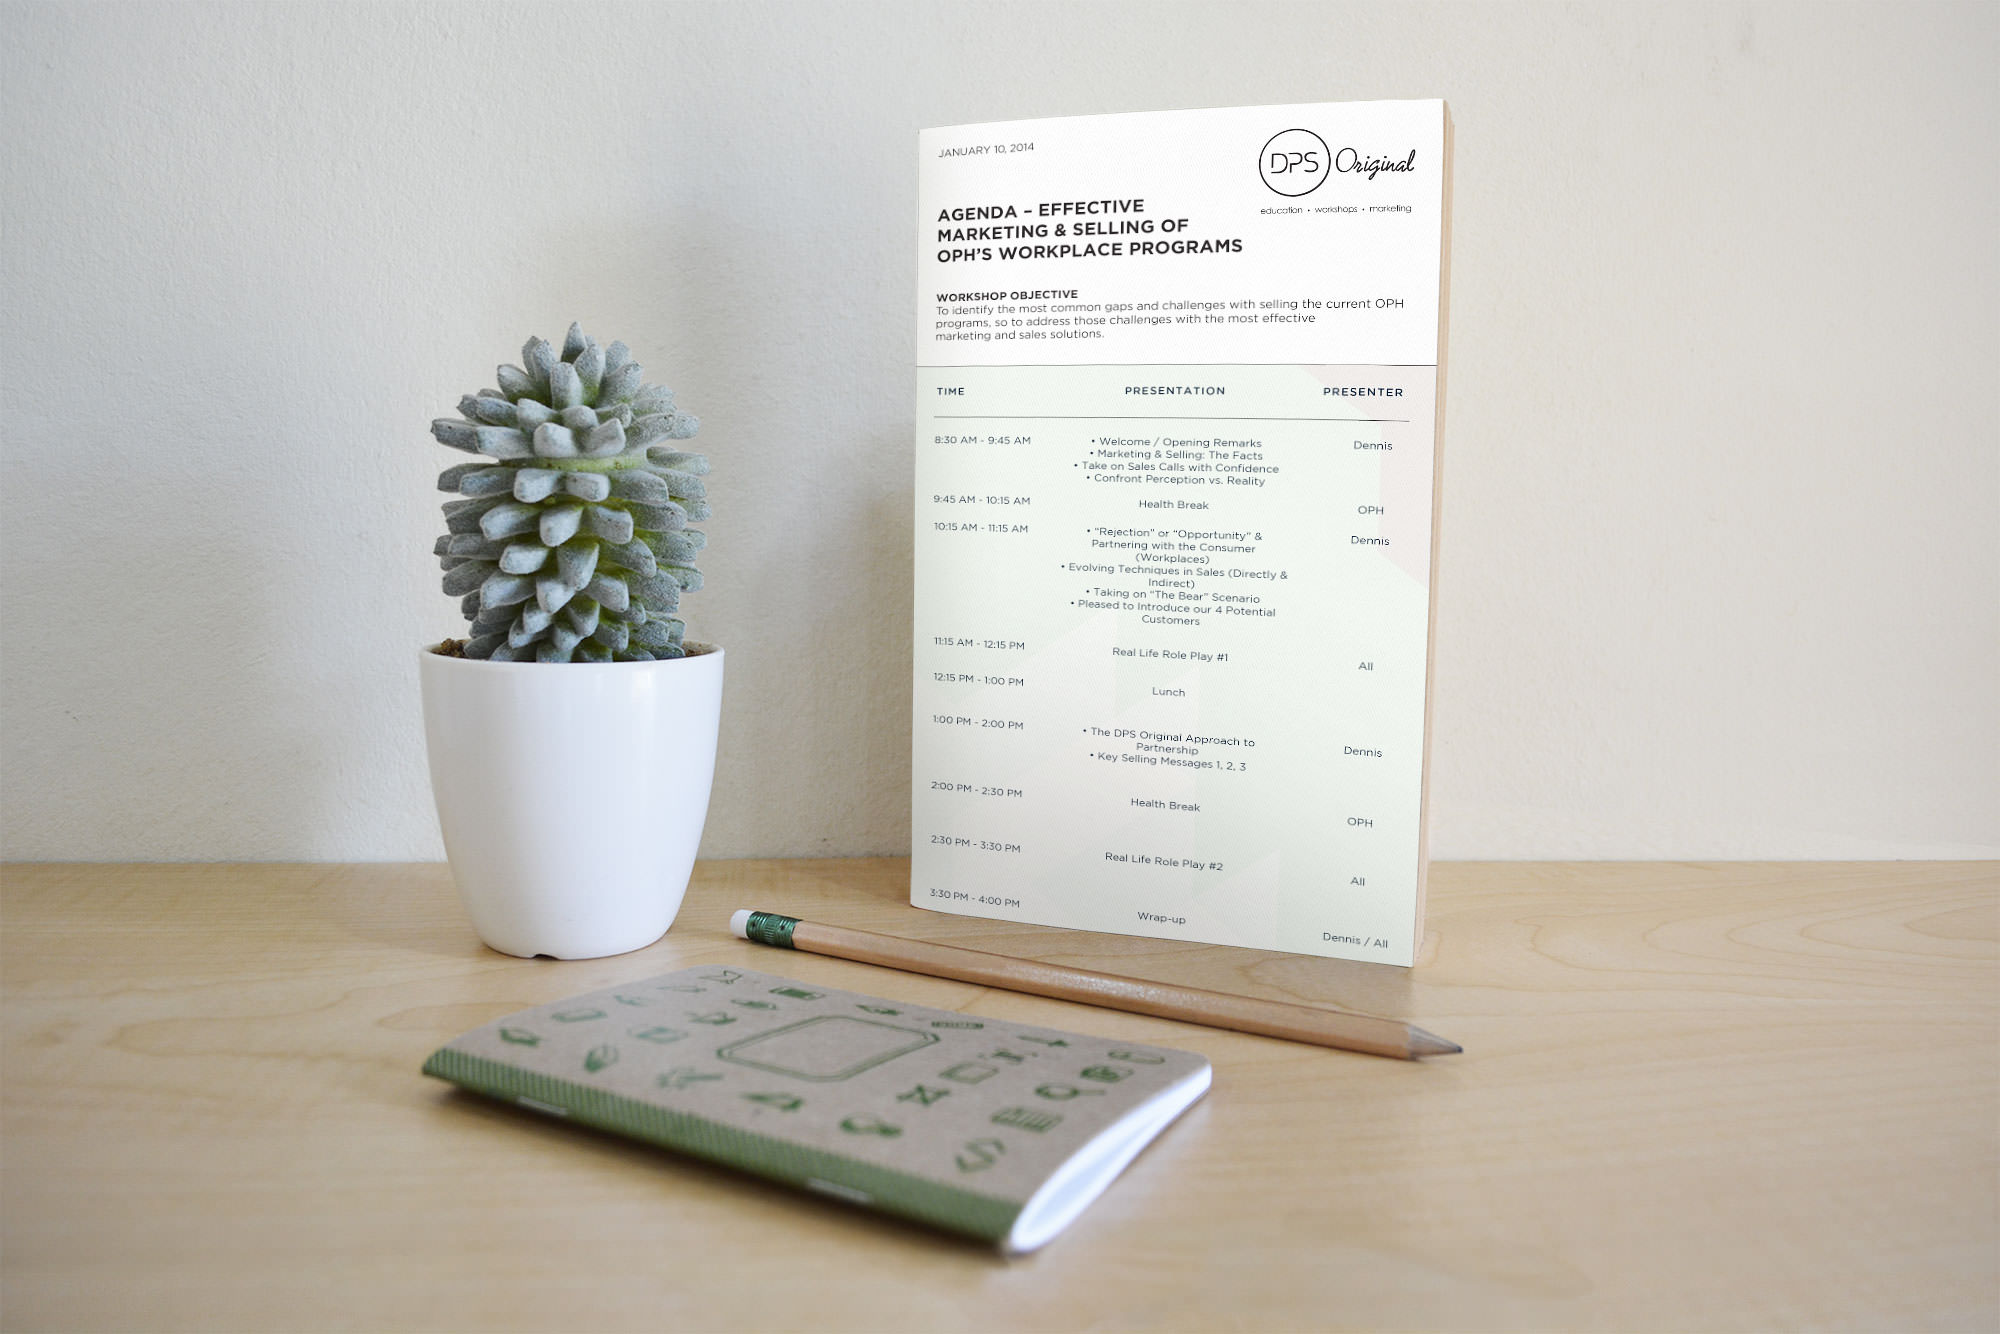 JANUARY 10, 2014
DPS Original
education • workshops • marketing
AGENDA – EFFECTIVE
MARKETING & SELLING OF
OPH'S WORKPLACE PROGRAMS
WORKSHOP OBJECTIVE
To identify the most common gaps and challenges with selling the current OPH
programs, so to address those challenges with the most effective
marketing and sales solutions.
TIME PRESENTATION PRESENTER
8:30 AM - 9:45 AM • Welcome / Opening Remarks Dennis
• Marketing & Selling: The Facts
• Take on Sales Calls with Confidence
• Confront Perception vs. Reality
9:45 AM - 10:15 AM Health Break OPH
10:15 AM - 11:15 AM • "Rejection" or "Opportunity" & Dennis
Partnering with the Consumer
(Workplaces)
• Evolving Techniques in Sales (Directly &
Indirect)
• Taking on "The Bear" Scenario
• Pleased to Introduce our 4 Potential
Customers
11:15 AM - 12:15 PM Real Life Role Play #1 All
12:15 PM - 1:00 PM Lunch
1:00 PM - 2:00 PM • The DPS Original Approach to Dennis
Partnership
• Key Selling Messages 1, 2, 3
2:00 PM - 2:30 PM Health Break OPH
2:30 PM - 3:30 PM Real Life Role Play #2 All
3:30 PM - 4:00 PM Wrap-up Dennis / All